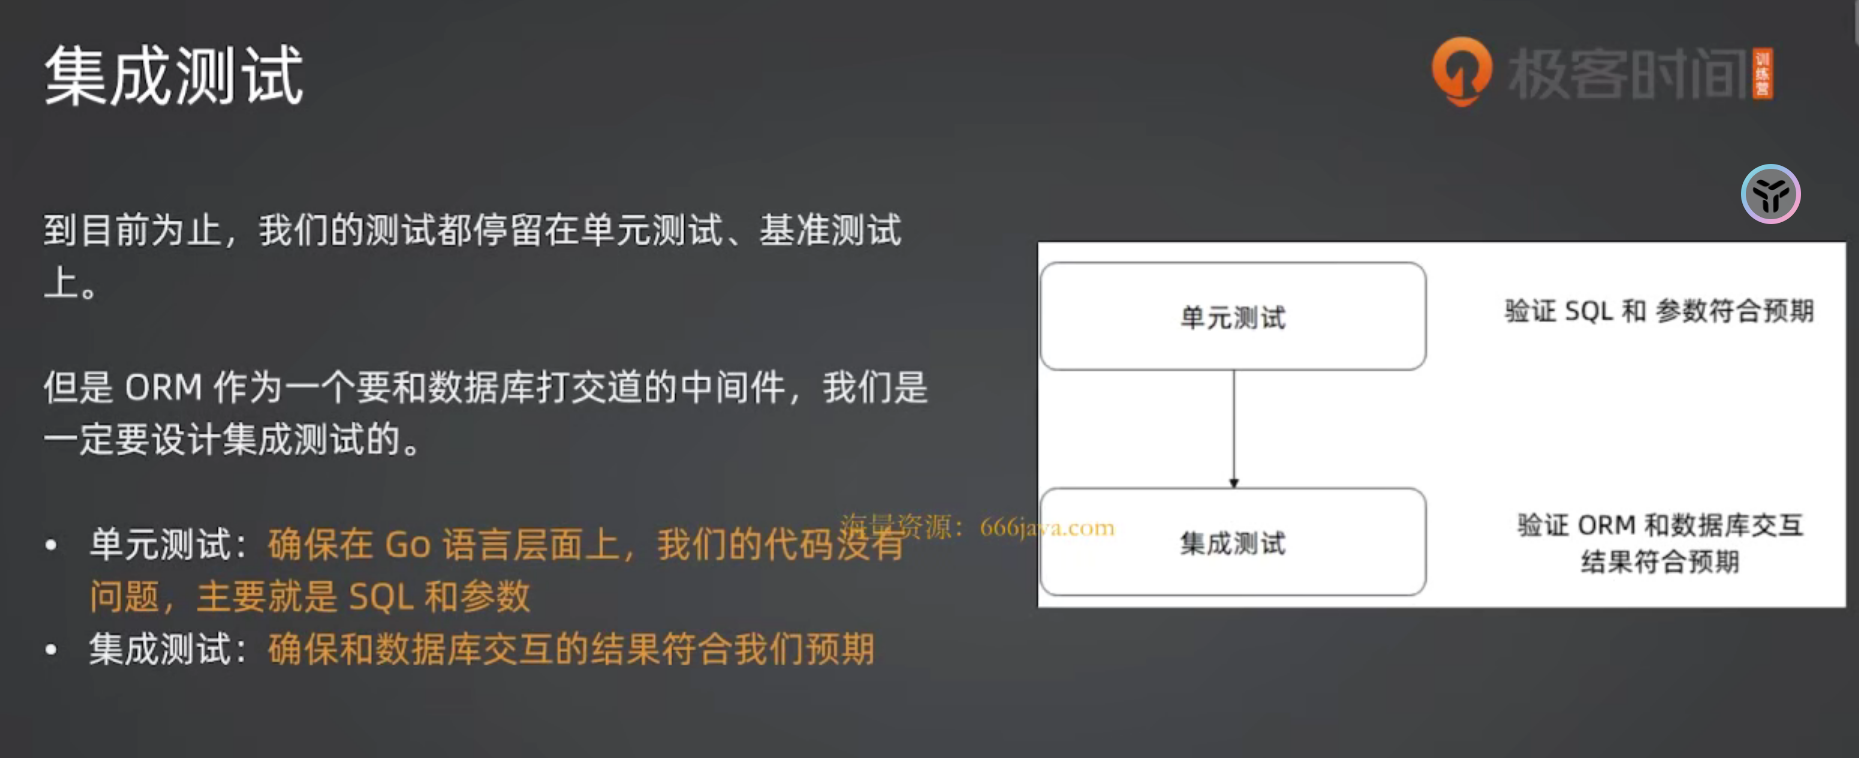 集成测试
极客时间
训练营
到目前为止，我们的测试都停留在单元测试、基准测试
上。
但是 ORM 作为一个要和数据库打交道的中间件，我们是
一定要设计集成测试的。
• 单元测试：确保在 Go 语言层面上，我们的代码没有
问题，主要就是 SQL 和参数
• 集成测试：确保和数据库交互的结果符合我们预期
海量资源：666java.com
单元测试
验证 SQL 和 参数符合预期
集成测试
验证 ORM 和数据库交互
结果符合预期